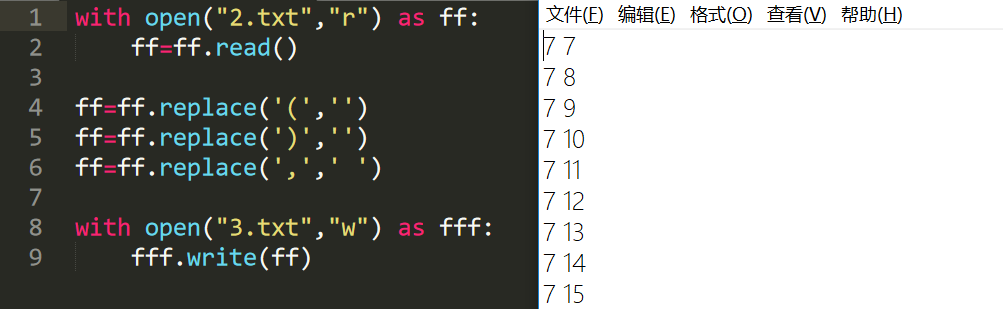 1 with open("2.txt","r") as ff:
2     ff=ff.read()
3
4 ff=ff.replace('(','')
5 ff=ff.replace(')','')
6 ff=ff.replace(',',' ')
7
8 with open("3.txt","w") as fff:
9     fff.write(ff)
文件(F) 编辑(E) 格式(O) 查看(V) 帮助(H)
7 7
7 8
7 9
7 10
7 11
7 12
7 13
7 14
7 15